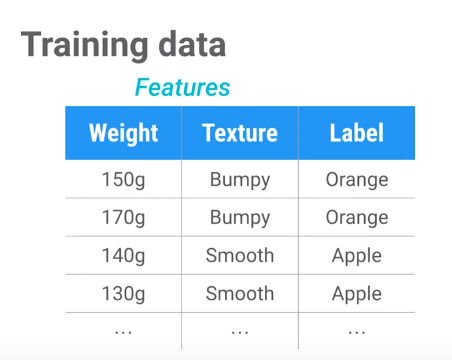 Training data
Features
Weight Texture Label
150g Bumpy Orange
170g Bumpy Orange
140g Smooth Apple
130g Smooth Apple
... ... ...